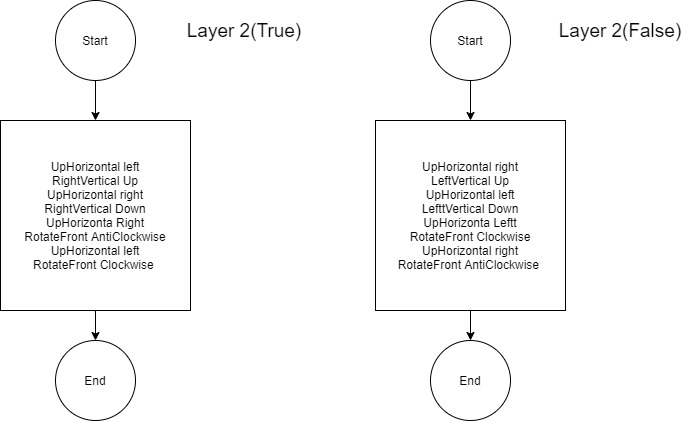 Start
Layer 2(True)
UpHorizontal left
RightVertical Up
UpHorizontal right
RightVertical Down
UpHorizonta Right
RotateFront AntiClockwise
UpHorizontal left
RotateFront Clockwise
End
Start
Layer 2(False)
UpHorizontal right
LeftVertical Up
UpHorizontal left
LefttVertical Down
UpHorizonta Leftt
RotateFront Clockwise
UpHorizontal right
RotateFront AntiClockwise
End